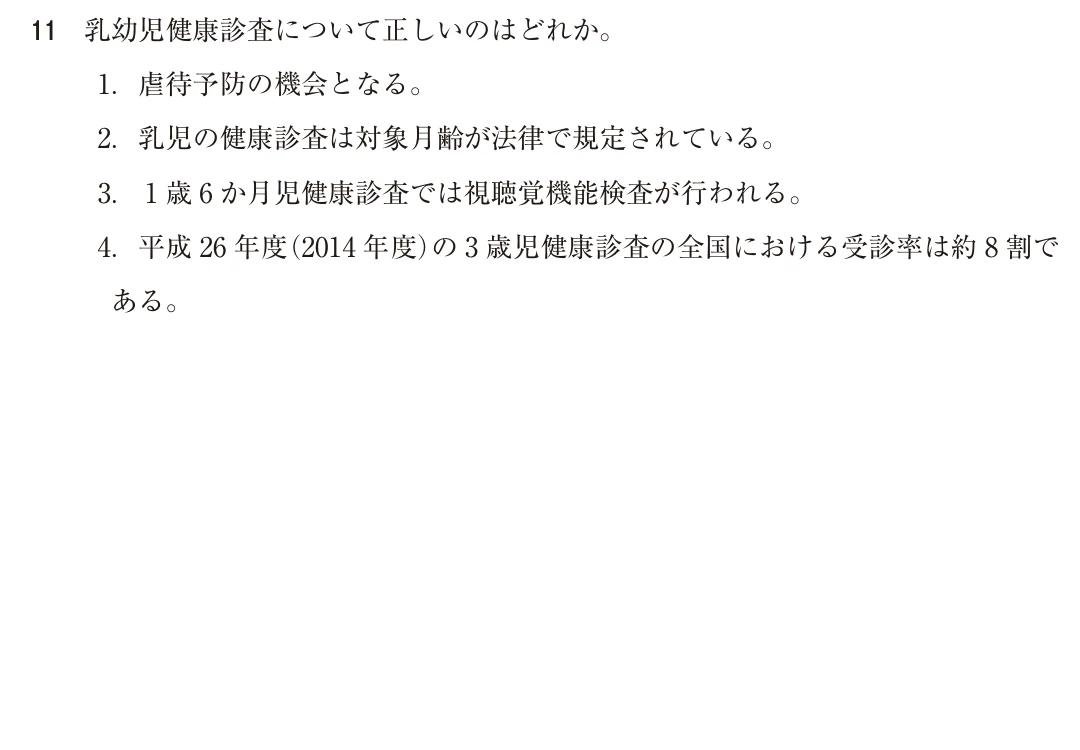 11 乳幼児健康診査について正しいのはどれか。
1. 虐待予防の機会となる。
2. 乳児の健康診査は対象月齢が法律で規定されている。
3. 1歳6か月児健康診査では視聴覚機能検査が行われる。
4. 平成26年度(2014年度)の3歳児健康診査の全国における受診率は約8割で
ある。